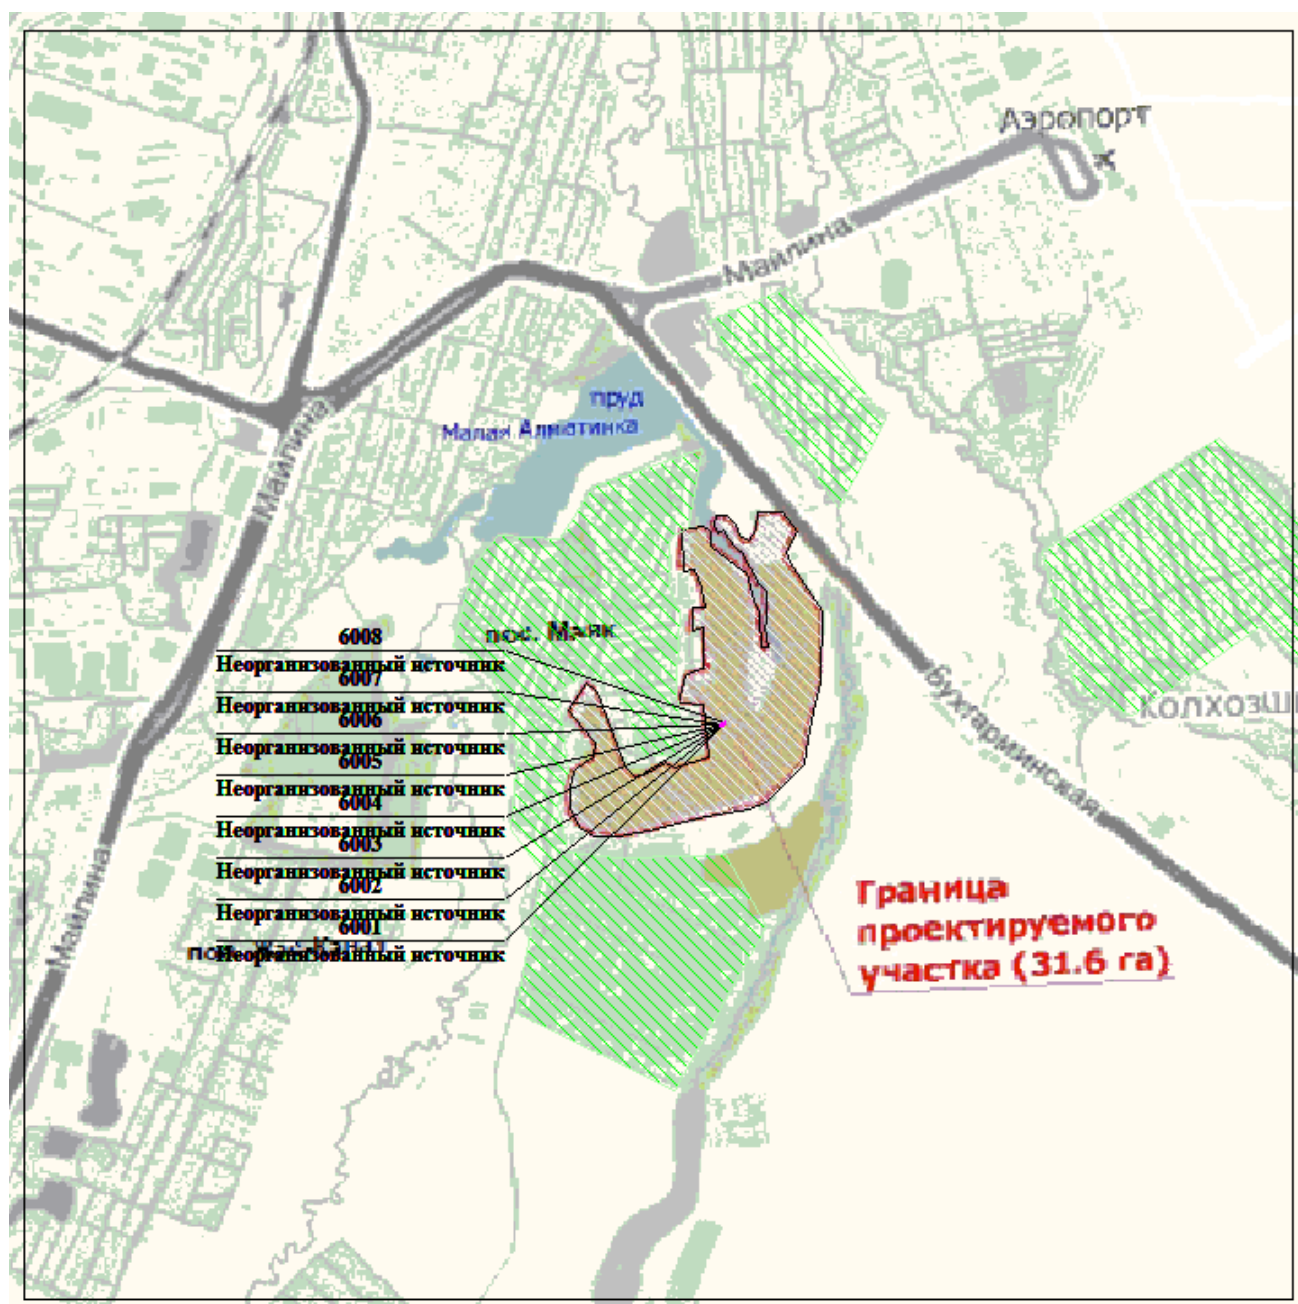 Аэропорт
Майлина
пруд
Малая Алматинка
Майлина
6008
пос. Маяк
Неорганизованный источник
6007
Неорганизованный источник
6006
Неорганизованный источник
6005
Неорганизованный источник
6004
Неорганизованный источник
6003
Неорганизованный источник
6002
Неорганизованный источник
6001
Неорганизованный источник
Бухтарминская
Майлина
Граница
проектируемого
участка (31.6 га)